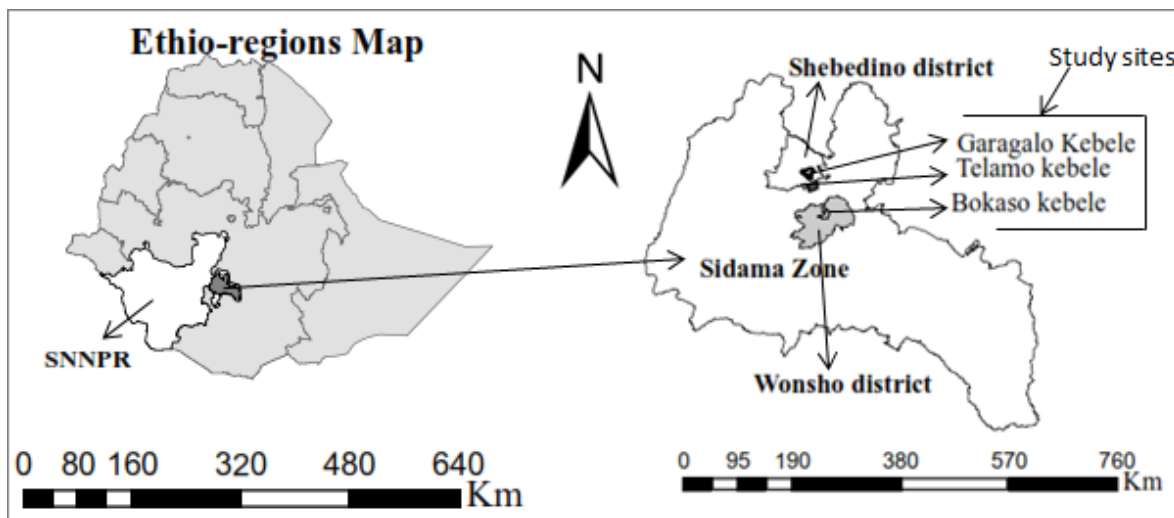 Ethio-regions Map
N
Study sites
Shebedino district
Garagalo Kebele
Telamo kebele
Bokaso kebele
Sidama Zone
SNNPR
Wonsho district
0 80 160 320 480 640
Km
0 95 190 380 570 760
Km